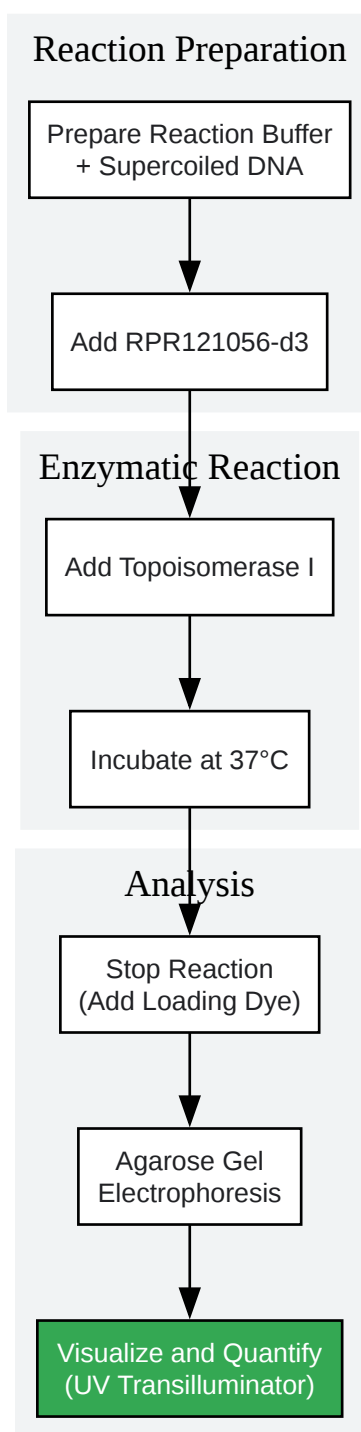 Reaction Preparation
Prepare Reaction Buffer
+ Supercoiled DNA
Add RPR121056-d3
Enzymatic Reaction
Add Topoisomerase I
Incubate at 37°C
Analysis
Stop Reaction
(Add Loading Dye)
Agarose Gel
Electrophoresis
Visualize and Quantify
(UV Transilluminator)